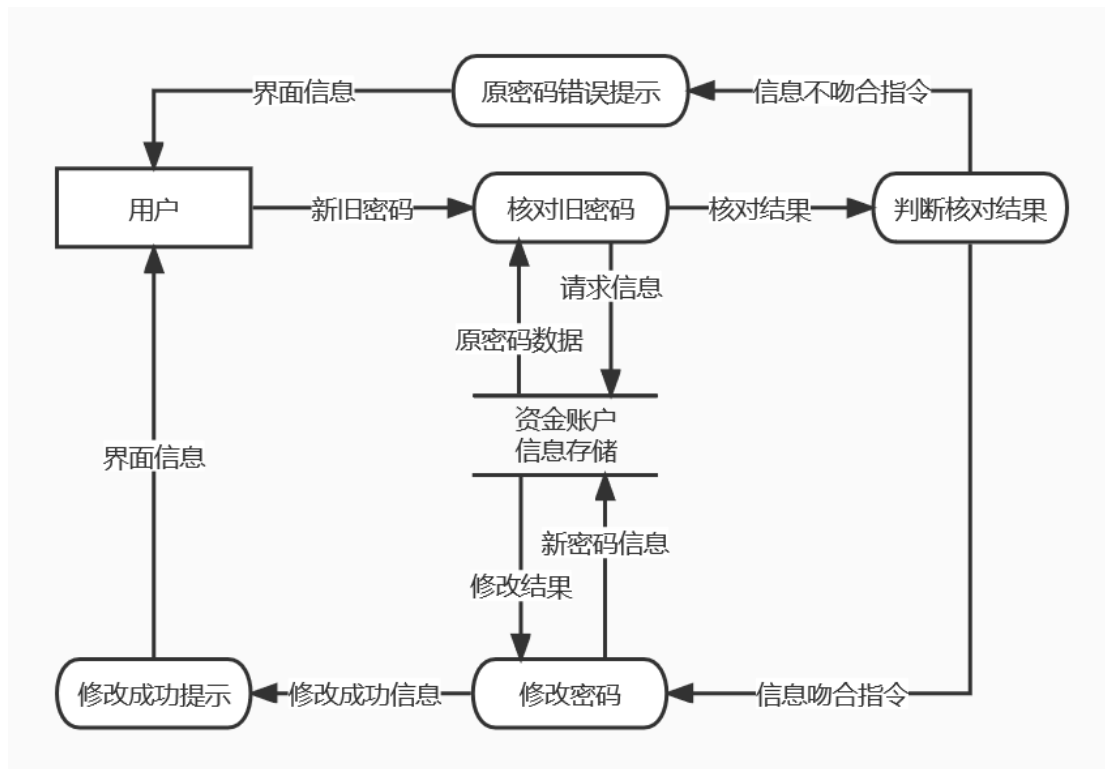 界面信息
原密码错误提示
信息不吻合指令
用户
新旧密码
核对旧密码
核对结果
判断核对结果
请求信息
原密码数据
资金账户
信息存储
界面信息
新密码信息
修改结果
修改成功提示
修改成功信息
修改密码
信息吻合指令